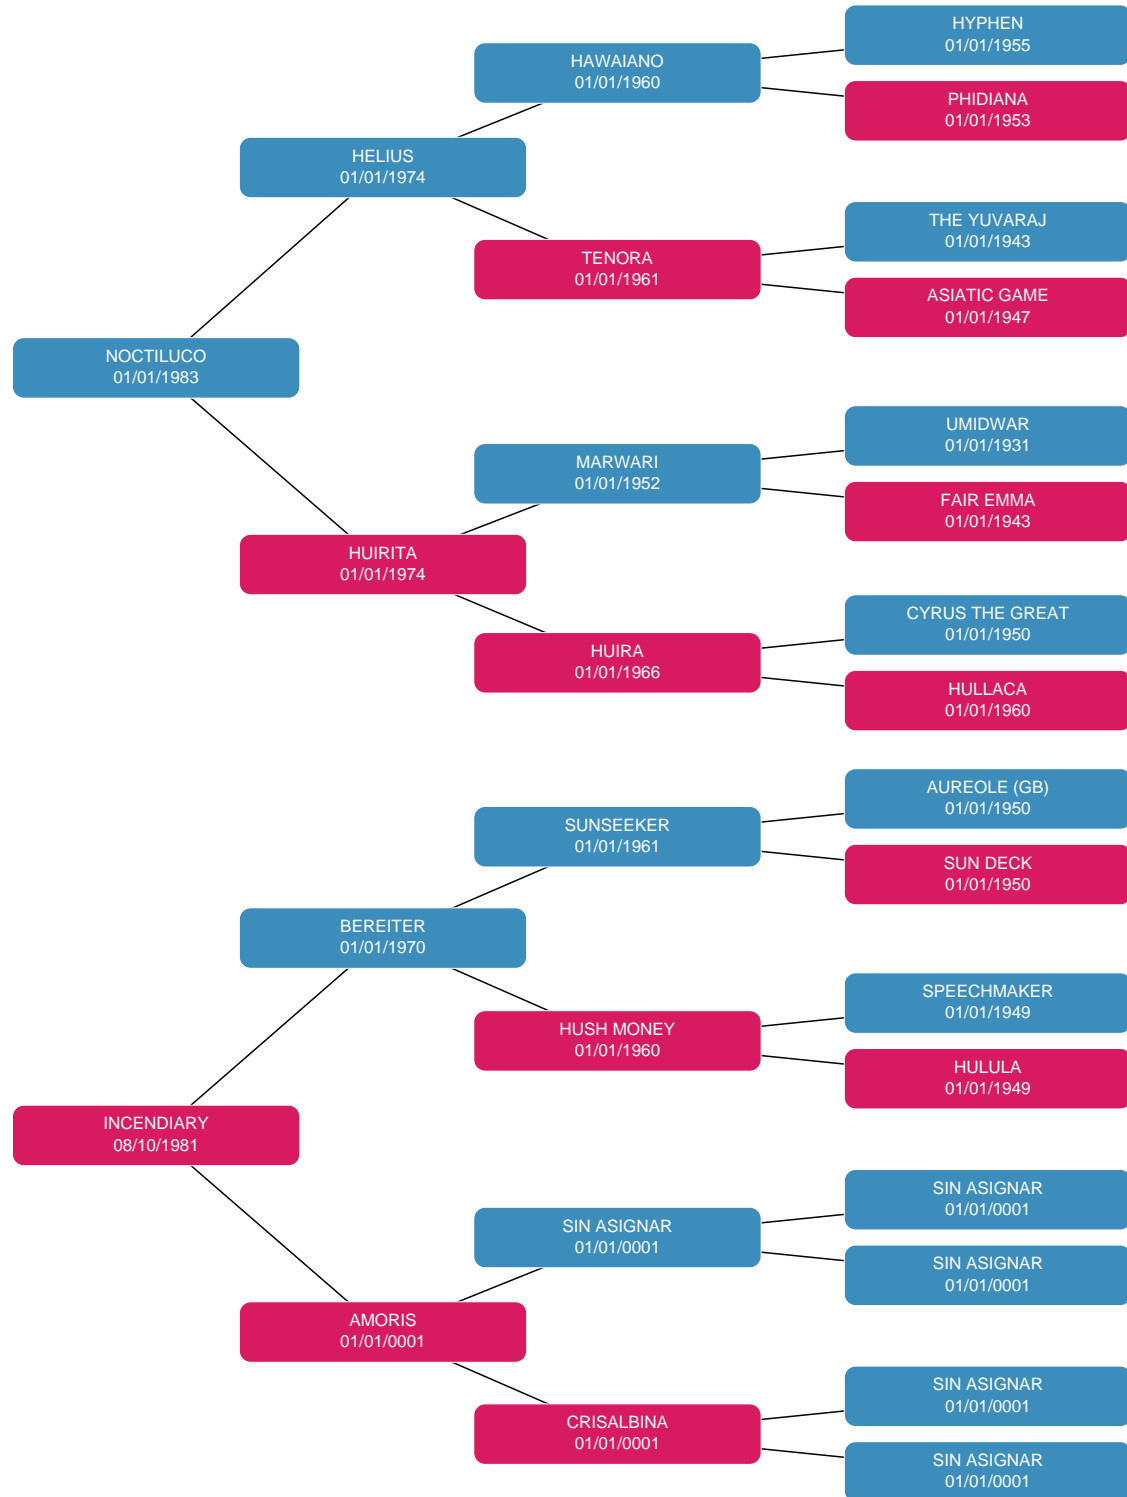 HYPHEN
01/01/1955
HAWAIANO
01/01/1960
PHIDIANA
01/01/1953
HELIUS
01/01/1974
THE YUVARAJ
01/01/1943
TENORA
01/01/1961
ASIATIC GAME
01/01/1947
NOCTILUCO
01/01/1983
UMIDWAR
01/01/1931
MARWARI
01/01/1952
FAIR EMMA
01/01/1943
HUIRITA
01/01/1974
CYRUS THE GREAT
01/01/1950
HUIRA
01/01/1966
HULLACA
01/01/1960
AUREOLE (GB)
01/01/1950
SUNSEEKER
01/01/1961
SUN DECK
01/01/1950
BEREITER
01/01/1970
SPEECHMAKER
01/01/1949
HUSH MONEY
01/01/1960
HULULA
01/01/1949
INCENDIARY
08/10/1981
SIN ASIGNAR
01/01/0001
SIN ASIGNAR
01/01/0001
SIN ASIGNAR
01/01/0001
AMORIS
01/01/0001
SIN ASIGNAR
01/01/0001
CRISALBINA
01/01/0001
SIN ASIGNAR
01/01/0001